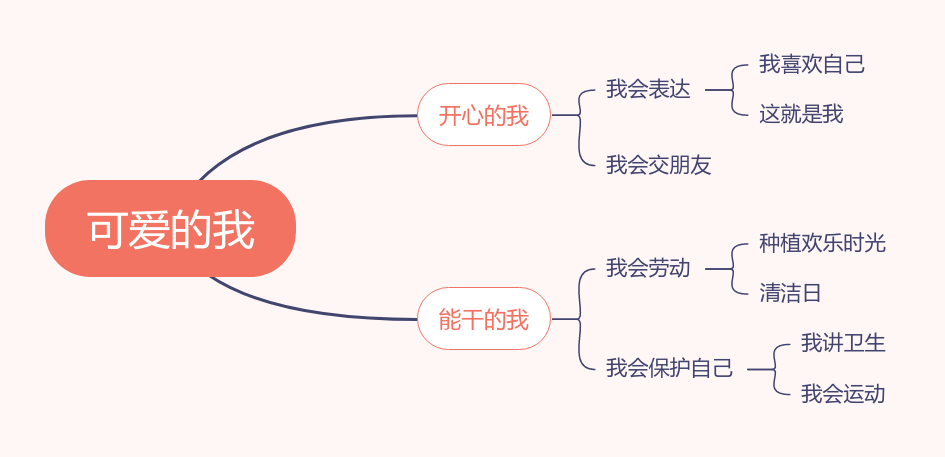 可爱的我
开心的我
我会表达
我喜欢自己
这就是我
我会交朋友
能干的我
我会劳动
种植欢乐时光
清洁日
我会保护自己
我讲卫生
我会运动